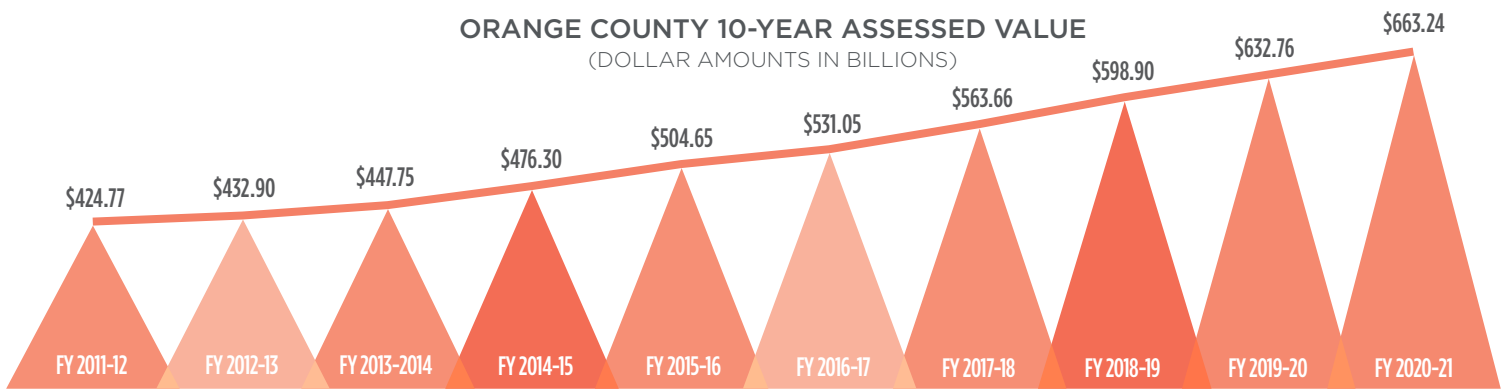 ORANGE COUNTY 10-YEAR ASSESSED VALUE
(DOLLAR AMOUNTS IN BILLIONS)
$424.77
$432.90
$447.75
$476.30
$504.65
$531.05
$563.66
$598.90
$632.76
$663.24
FY 2011-12
FY 2012-13
FY 2013-2014
FY 2014-15
FY 2015-16
FY 2016-17
FY 2017-18
FY 2018-19
FY 2019-20
FY 2020-21